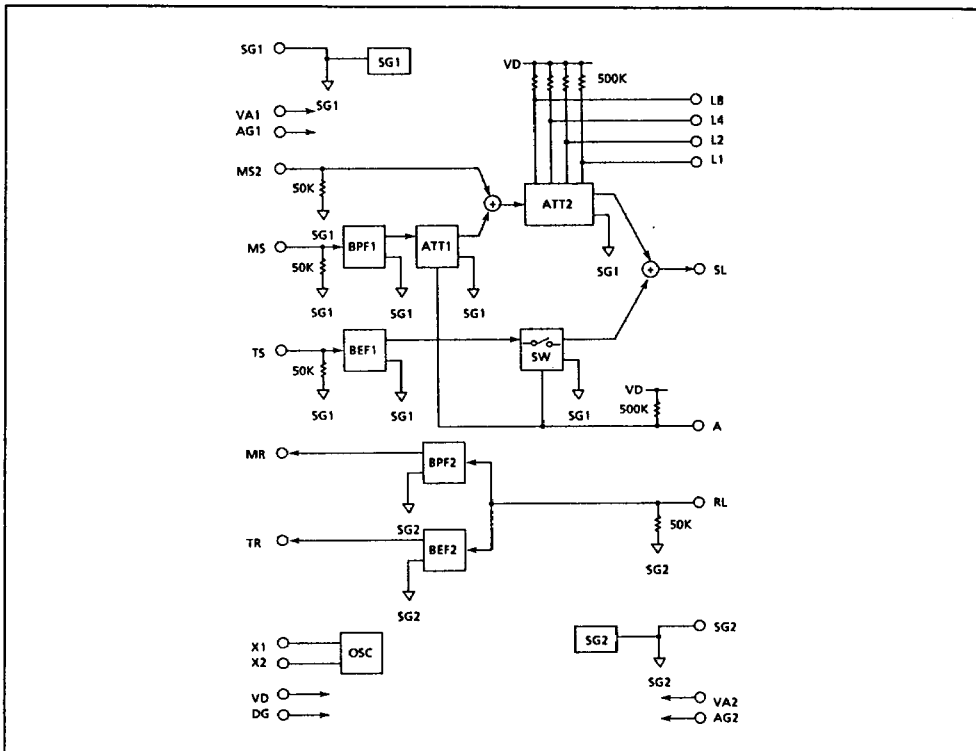 SG1
SG1
SG1
VD
500K
L8
L4
L2
L1
VA1
AG1
MS2
50K
SG1
ATT2
SG1
MS
50K
SG1
BPF1
SG1
ATT1
SG1
SL
TS
50K
SG1
BEF1
SG1
SW
SG1
VD
500K
A
MR
BPF2
SG2
RL
50K
SG2
TR
BEF2
SG2
X1
X2
OSC
SG2
SG2
SG2
VD
DG
VA2
AG2